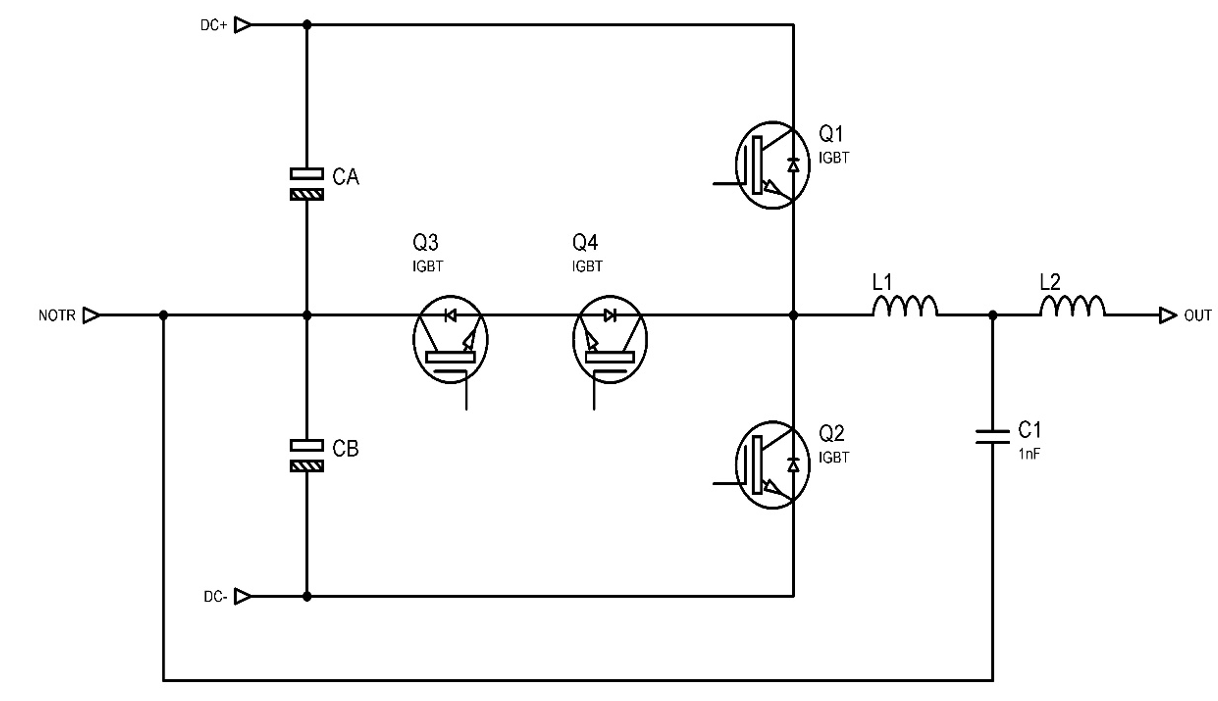 DC+
Q1
IGBT
CA
Q3
IGBT
Q4
IGBT
L1
L2
NOTR
OUT
CB
Q2
IGBT
C1
1nF
DC-